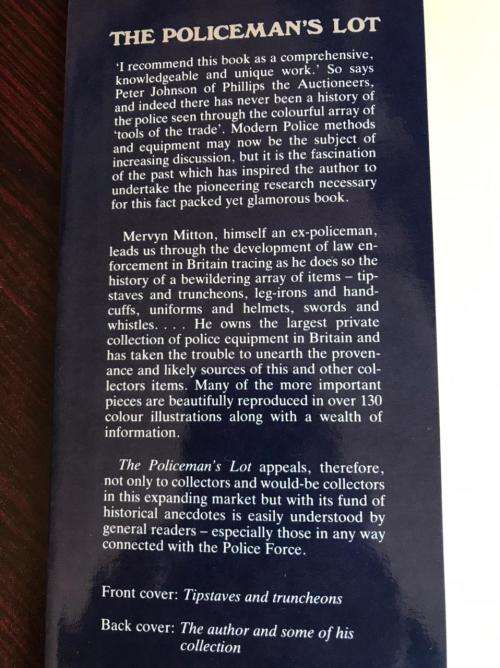 THE POLICEMAN'S LOT
'I recommend this book as a comprehensive,
knowledgeable and unique work.' So says
Peter Johnson of Phillips the Auctioneers,
and indeed there has never been a history of
the police seen through the colourful array of
'tools of the trade'. Modern Police methods
and equipment may now be the subject of
increasing discussion, but it is the fascination
of the past which has inspired the author to
undertake the pioneering research necessary
for this fact packed yet glamorous book.
Mervyn Mitton, himself an ex-policeman,
leads us through the development of law en-
forcement in Britain tracing as he does so the
history of a bewildering array of items – tip-
staves and truncheons, leg-irons and hand-
cuffs, uniforms and helmets, swords and
whistles. . . . He owns the largest private
collection of police equipment in Britain and
has taken the trouble to unearth the proven-
ance and likely sources of this and other col-
lectors items. Many of the more important
pieces are beautifully reproduced in over 130
colour illustrations along with a wealth of
information.
The Policeman's Lot appeals, therefore,
not only to collectors and would-be collectors
in this expanding market but with its fund of
historical anecdotes is easily understood by
general readers – especially those in any way
connected with the Police Force.
Front cover: Tipstaves and truncheons
Back cover: The author and some of his
collection